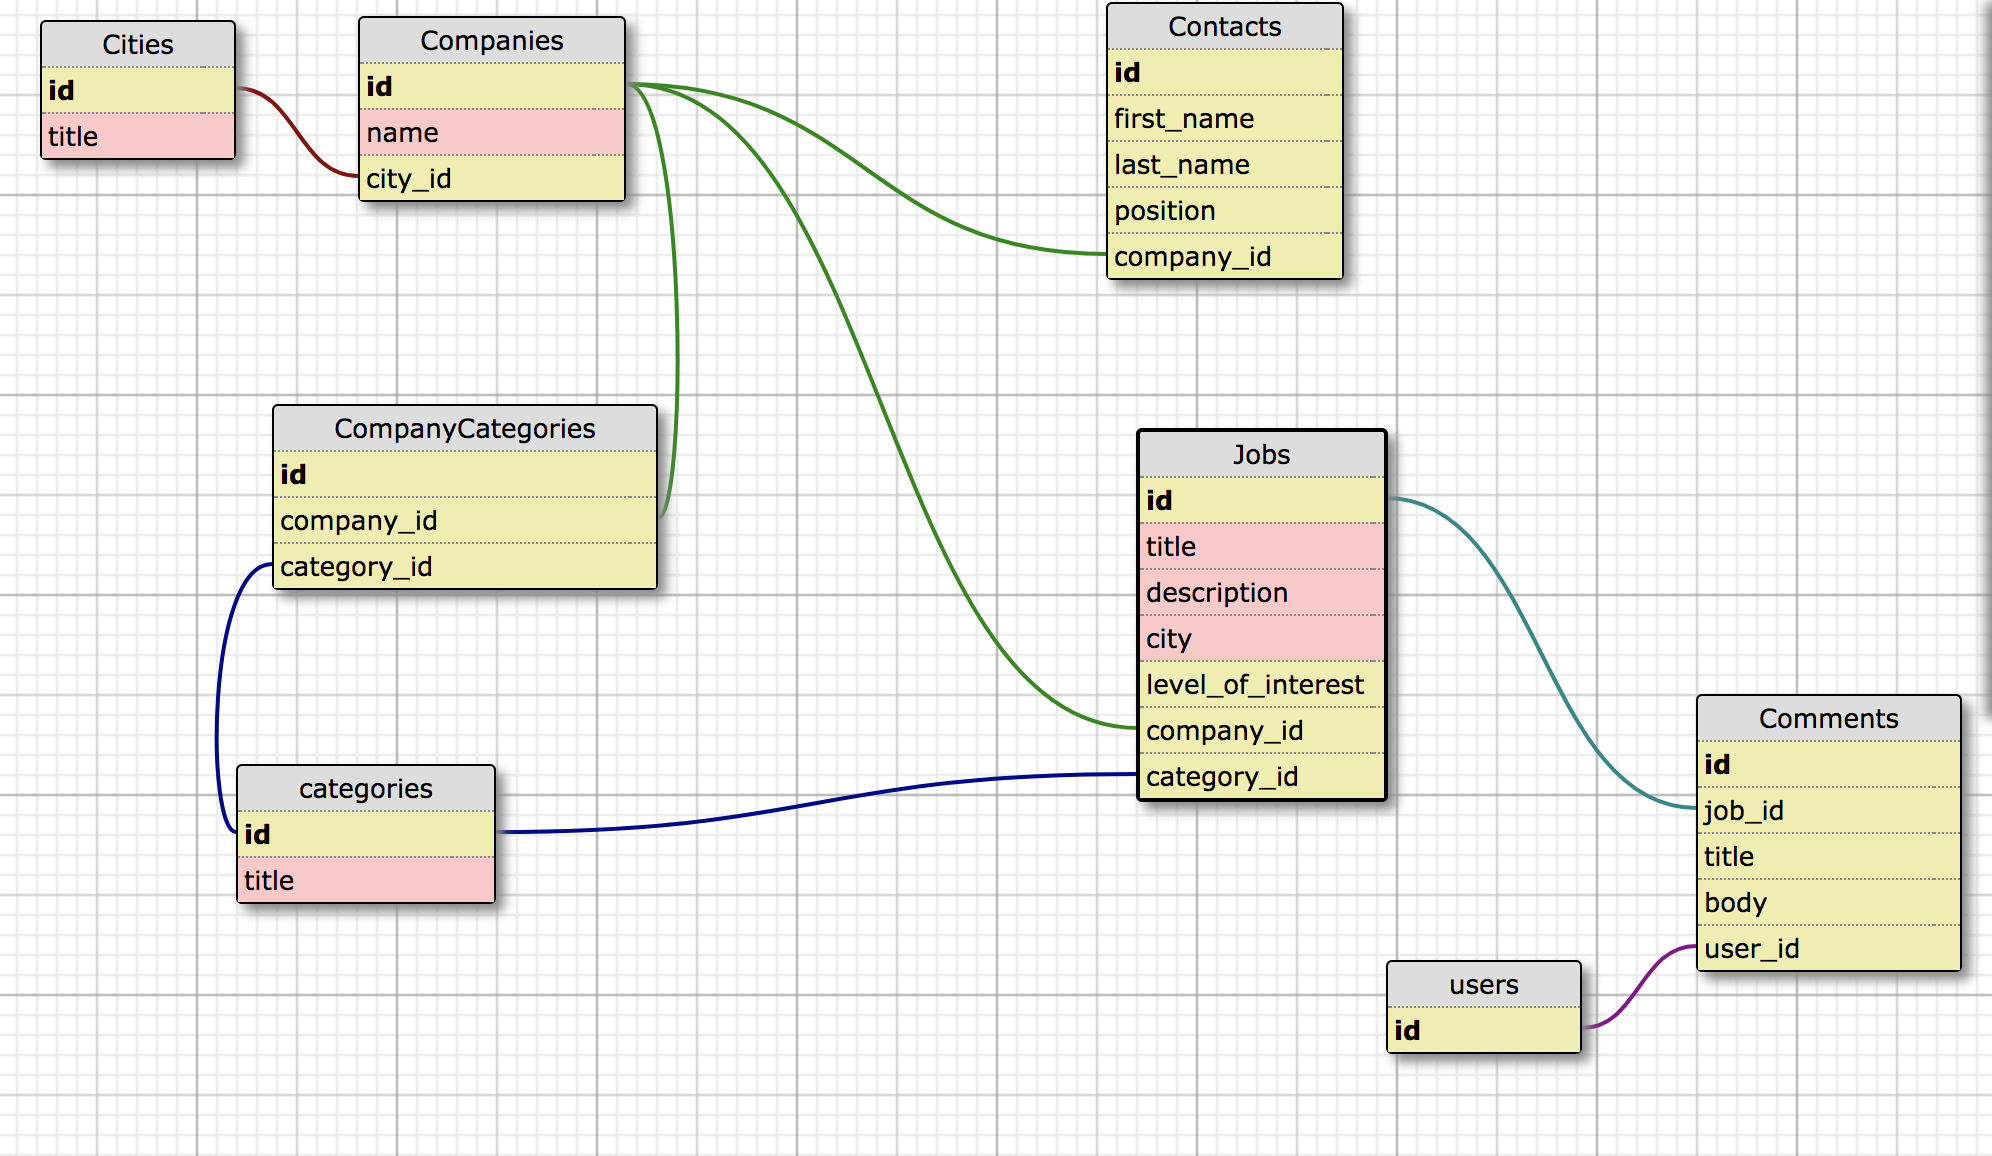 Cities
id
title
Companies
id
name
city_id
Contacts
id
first_name
last_name
position
company_id
CompanyCategories
id
company_id
category_id
Jobs
id
title
description
city
level_of_interest
company_id
category_id
categories
id
title
Comments
id
job_id
title
body
user_id
users
id